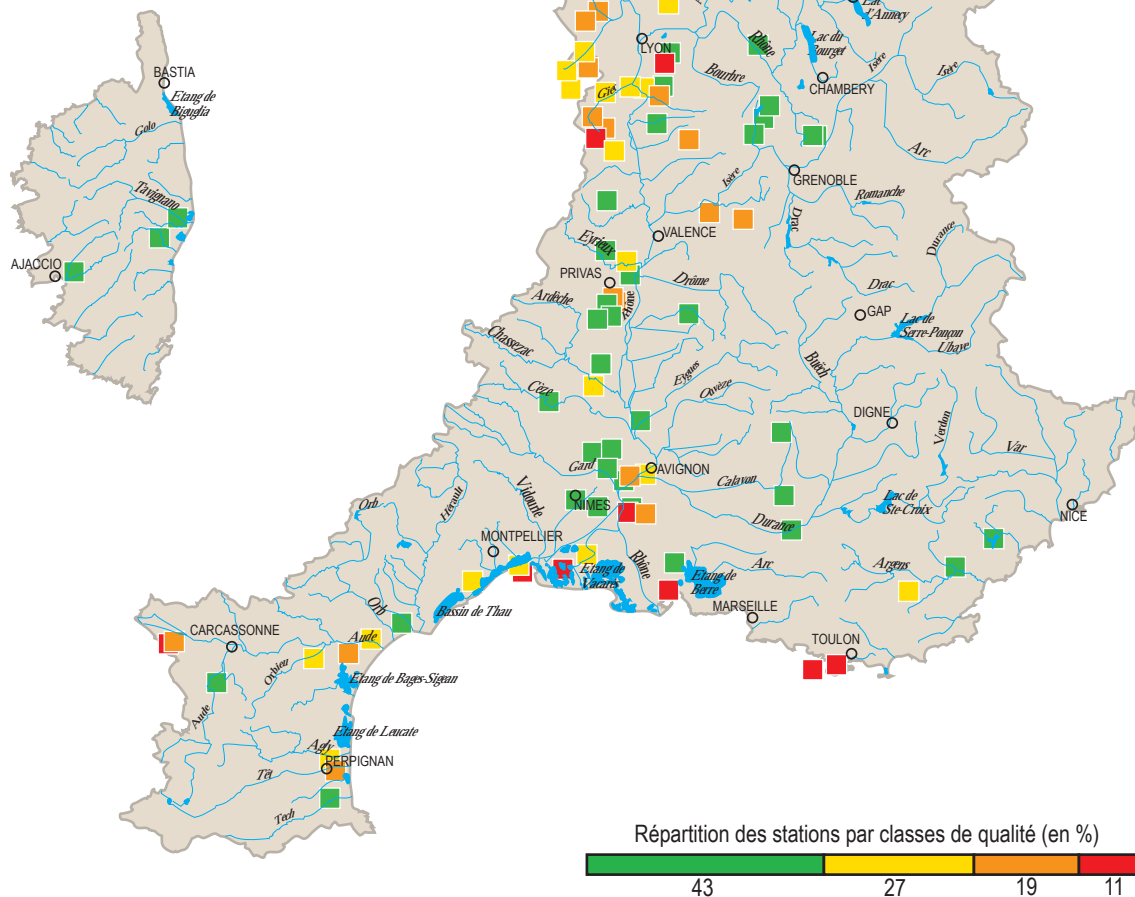 Lac
d'Annecy
LYON
Rhône
Lac du
Bourget
Isère
Isère
Bourbre
CHAMBERY
BASTIA
Etang de
Biguglia
Golo
Arc
GRENOBLE
Isère
Romanche
Tavignano
Drac
Durance
Eyrieux
VALENCE
AJACCIO
PRIVAS
Drôme
Drac
Ardèche
Rhône
GAP
Lac de
Serre-Ponçon
Ubaye
Chassezac
Buëch
Eygues
Ouvèze
Cèze
DIGNE
Verdon
Var
Gard
AVIGNON
Calavon
Vidourle
Hérault
Orb
NIMES
Lac de
Ste-Croix
NICE
Durance
MONTPELLIER
Rhône
Arc
Argens
Etang de
Vacarès
Etang de
Berre
Bassin de Thau
MARSEILLE
Orb
CARCASSONNE
Aude
TOULON
Orbieu
Etang de Bages-Sigean
Aude
Etang de Leucate
Agly
PERPIGNAN
Têt
Tech
Répartition des stations par classes de qualité (en %)
43 27 19 11